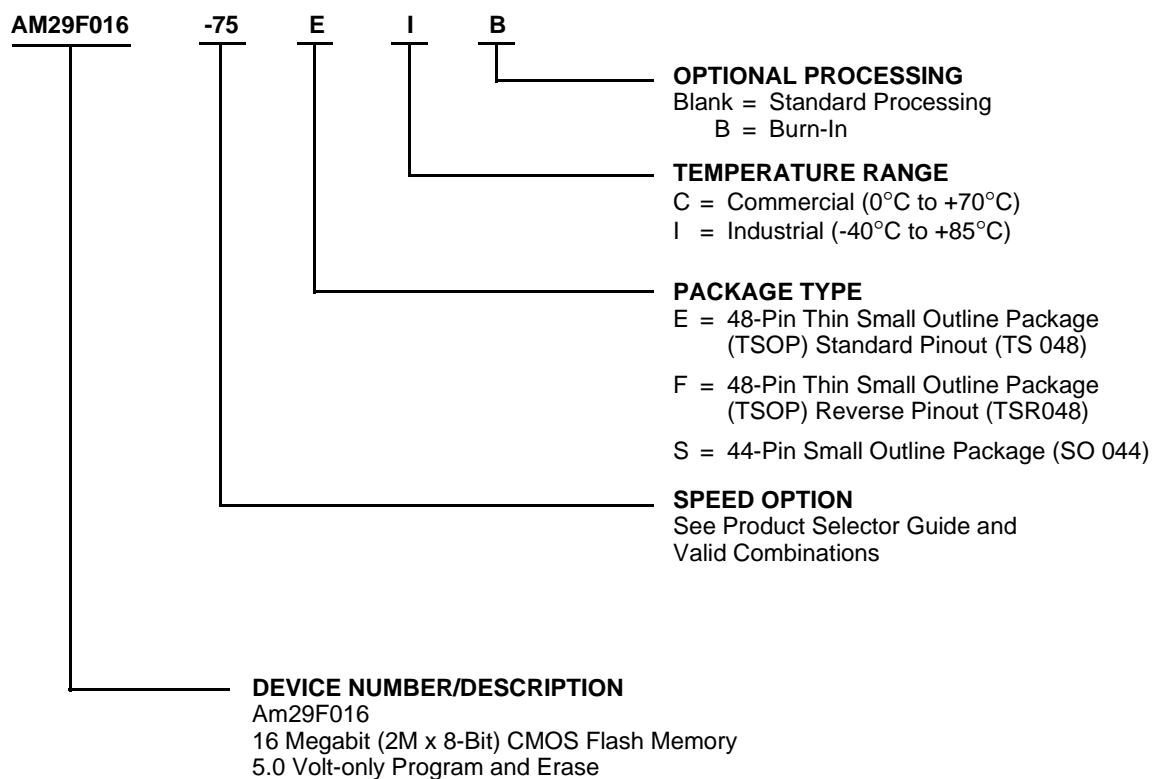 AM29F016 -75 E I B
OPTIONAL PROCESSING
Blank = Standard Processing
B = Burn-In
TEMPERATURE RANGE
C = Commercial (0°C to +70°C)
I = Industrial (-40°C to +85°C)
PACKAGE TYPE
E = 48-Pin Thin Small Outline Package
(TSOP) Standard Pinout (TS 048)
F = 48-Pin Thin Small Outline Package
(TSOP) Reverse Pinout (TSR048)
S = 44-Pin Small Outline Package (SO 044)
SPEED OPTION
See Product Selector Guide and
Valid Combinations
DEVICE NUMBER/DESCRIPTION
Am29F016
16 Megabit (2M x 8-Bit) CMOS Flash Memory
5.0 Volt-only Program and Erase